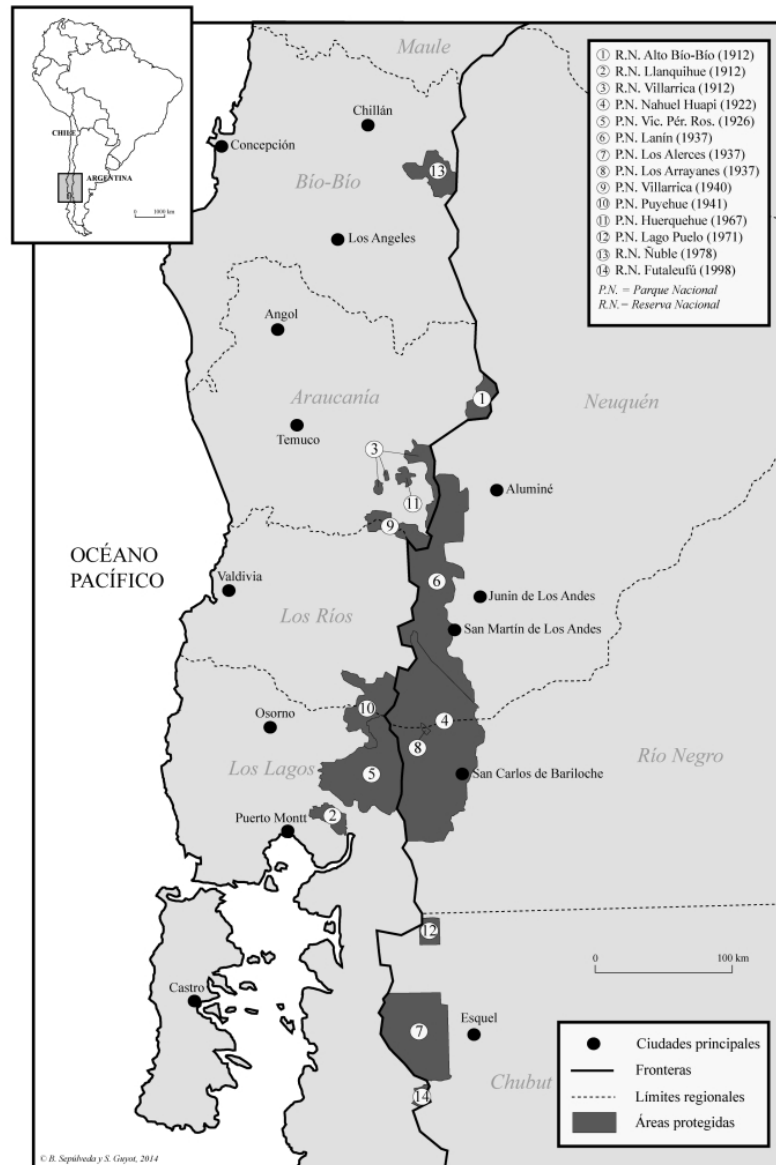 CHILE
ARGENTINA
0 1000 km
① R.N. Alto Bío-Bío (1912)
② R.N. Llanquihue (1912)
③ R.N. Villarrica (1912)
④ P.N. Nahuel Huapi (1922)
⑤ P.N. Vic. Pér. Ros. (1926)
⑥ P.N. Lanín (1937)
⑦ P.N. Los Alerces (1937)
⑧ P.N. Los Arrayanes (1937)
⑨ P.N. Villarrica (1940)
⑩ P.N. Puyehue (1941)
⑪ P.N. Huerquehue (1967)
⑫ P.N. Lago Puelo (1971)
⑬ R.N. Ñuble (1978)
⑭ R.N. Futaleufú (1998)
P.N. = Parque Nacional
R.N. = Reserva Nacional
Maule
Chillán
Concepción
⑬
Bío-Bío
Los Angeles
Angol
Araucanía
①
Neuquén
Temuco
③
Aluminé
⑪
⑨
OCÉANO
PACÍFICO
Valdivia
⑥
Junin de Los Andes
Los Ríos
San Martín de Los Andes
⑩
Osorno
④
⑧
Río Negro
Los Lagos
⑤
San Carlos de Bariloche
②
Puerto Montt
⑫
0 100 km
Castro
⑦
Esquel
Chubut
⑭
Ciudades principales
Fronteras
Límites regionales
Áreas protegidas
© B. Sepúlveda y S. Guyot, 2014